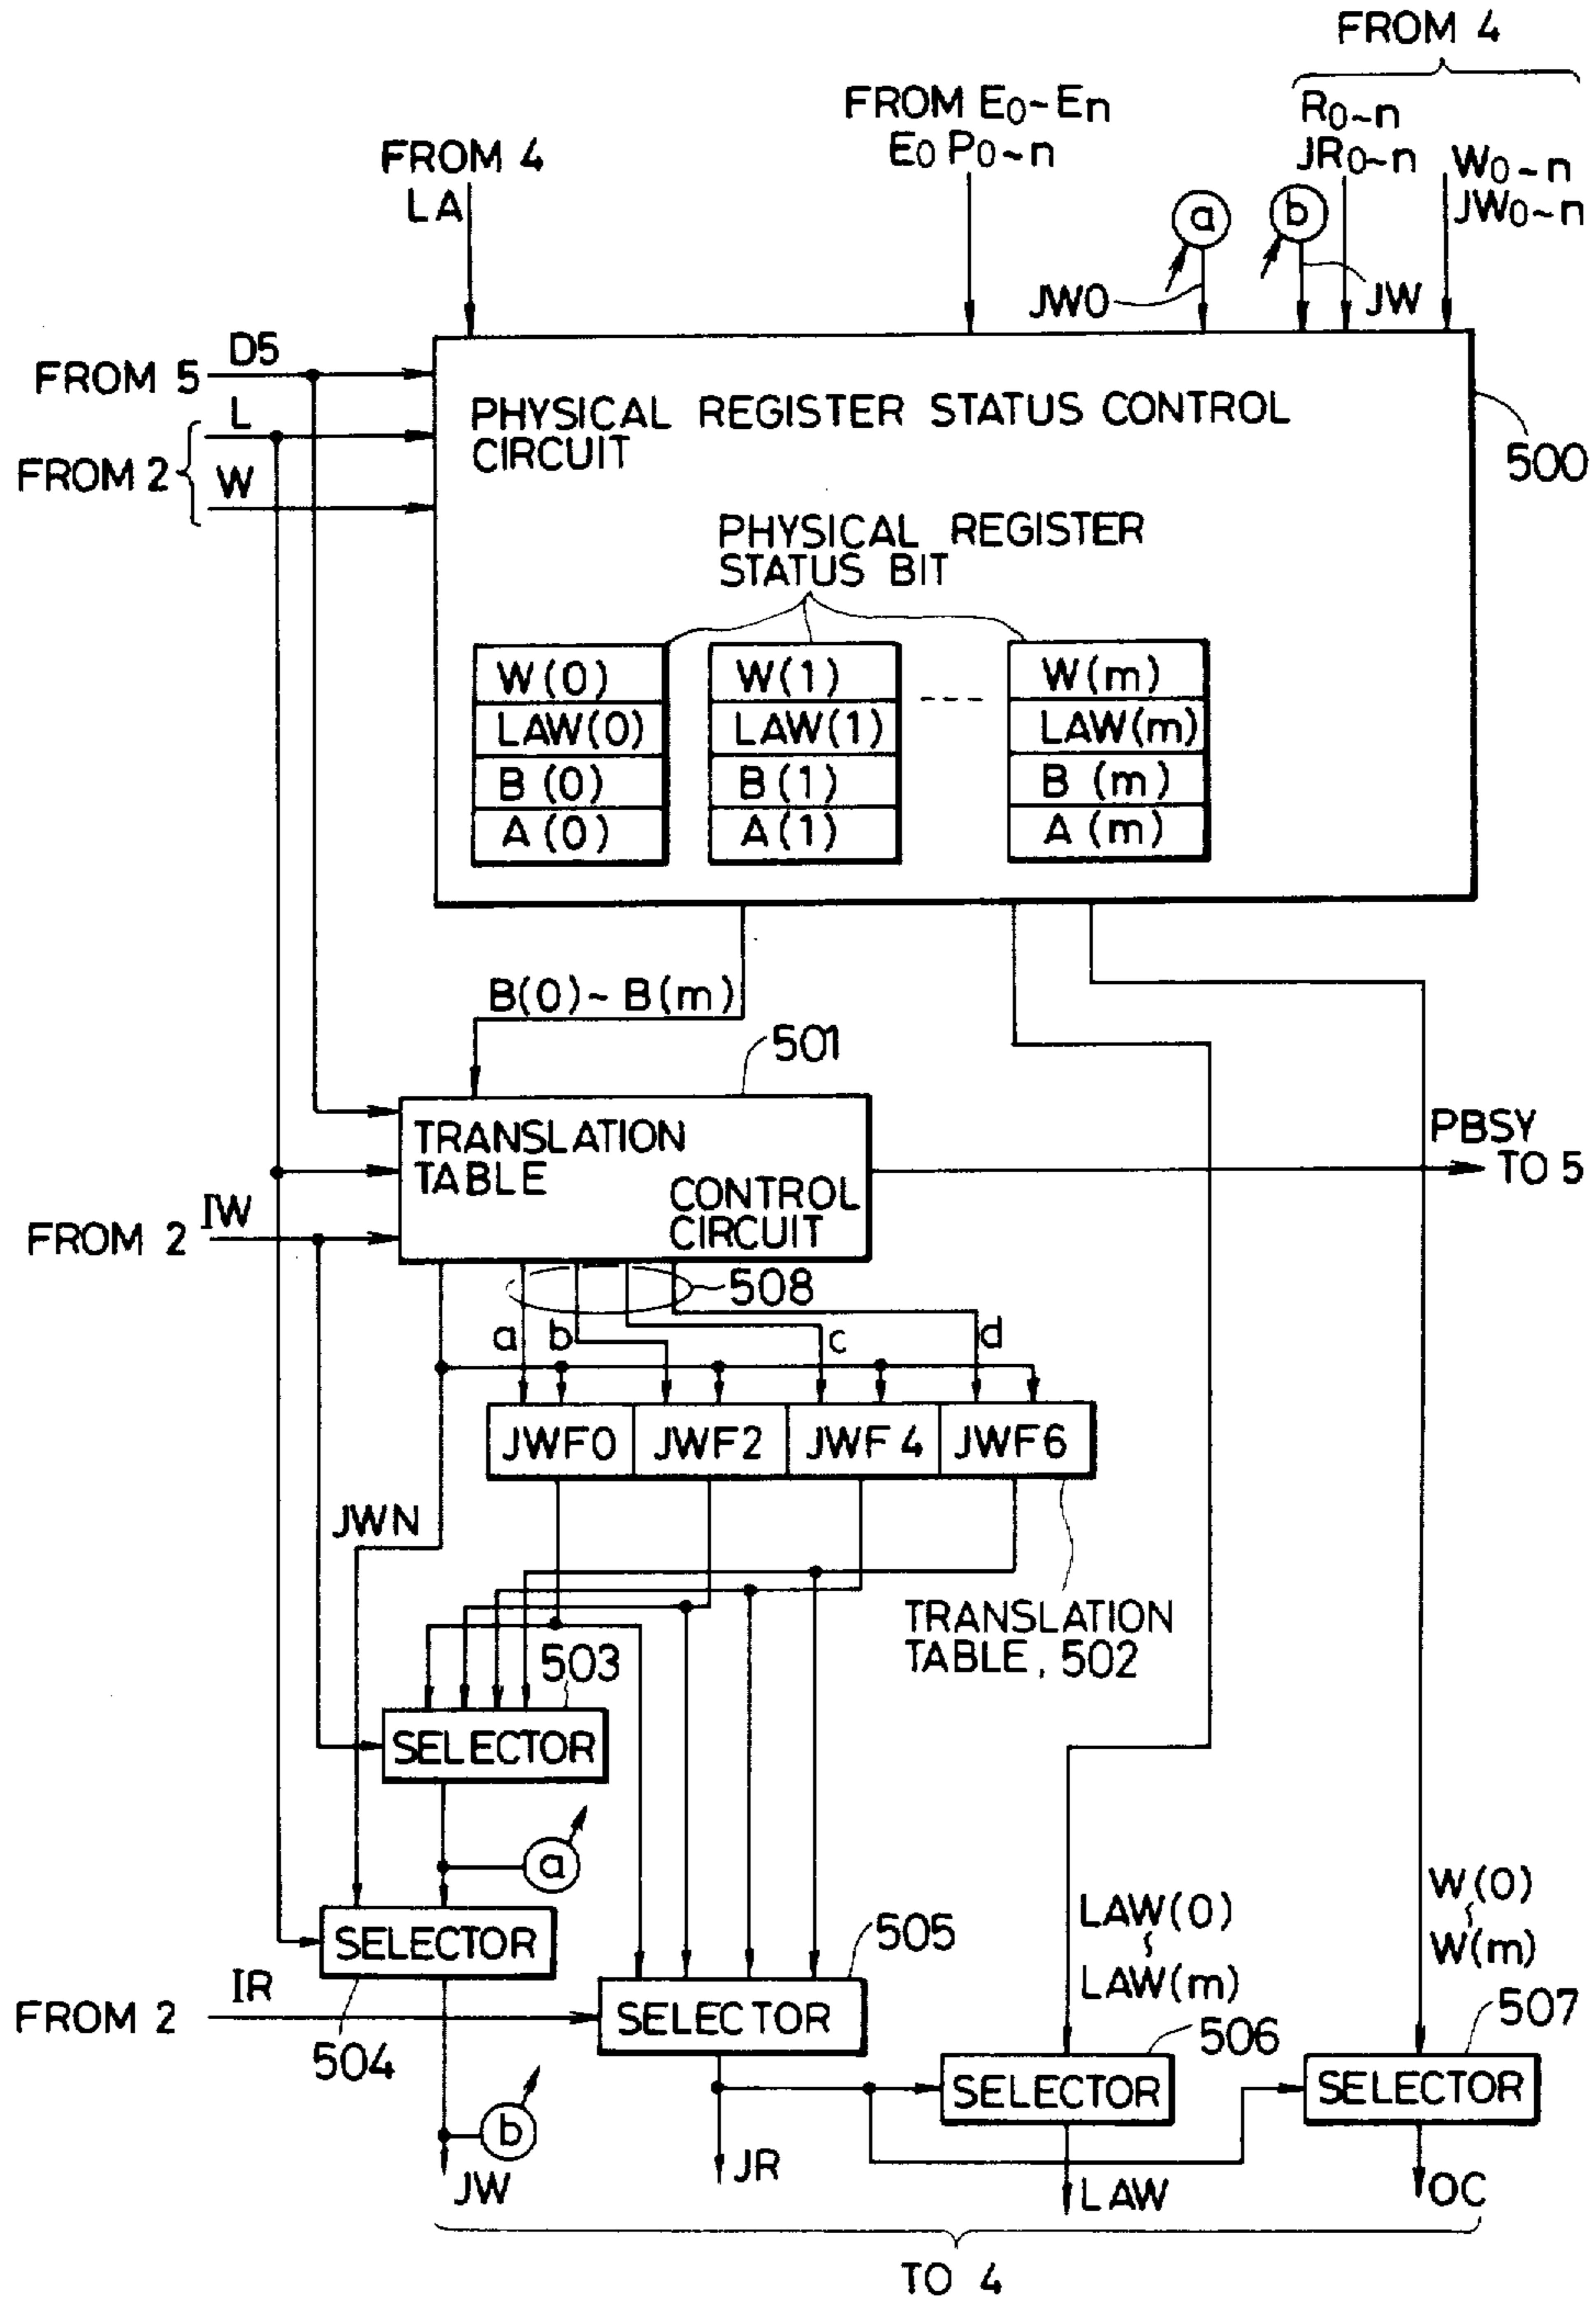 FROM 4
R0~n
JR0~n
W0~n
JW0~n
FROM E0~En
E0 P0~n
FROM 4
LA
a
b
JW0
JW
D5
FROM 5
L
FROM 2
W
PHYSICAL REGISTER STATUS CONTROL
CIRCUIT
500
PHYSICAL REGISTER
STATUS BIT
W(0) W(1) ---- W(m)
LAW(0) LAW(1) LAW(m)
B(0) B(1) B(m)
A(0) A(1) A(m)
B(0)~B(m)
501
TRANSLATION
TABLE
CONTROL
CIRCUIT
PBSY
TO 5
IW
FROM 2
508
a b c d
JWF0 JWF2 JWF4 JWF6
JWN
TRANSLATION
TABLE, 502
503
SELECTOR
a
SELECTOR
504
505
LAW(0)
~
LAW(m)
W(0)
~
W(m)
IR
FROM 2
SELECTOR
506
507
SELECTOR
SELECTOR
b
JW
JR
LAW
OC
TO 4